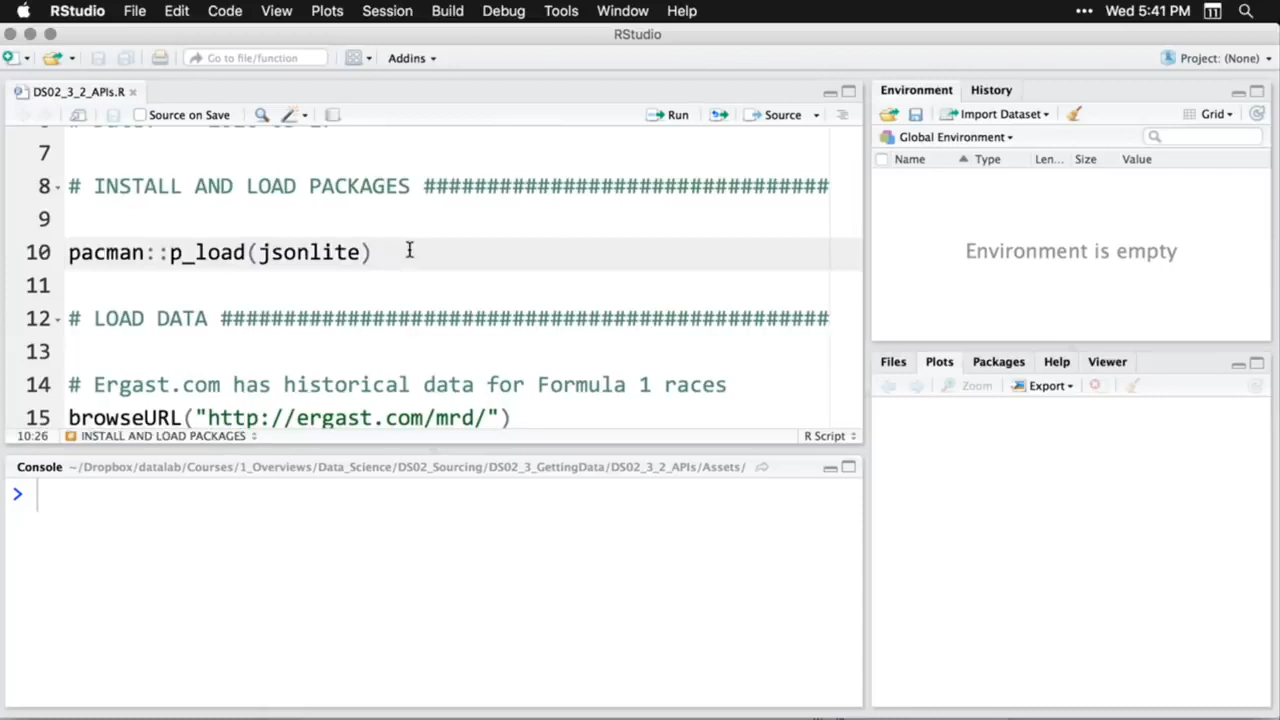 RStudio File Edit Code View Plots Session Build Debug Tools Window Help ••• Wed 5:41 PM 11
RStudio
Go to file/function Addins Project: (None)
DS02_3_2_APIs.R
Source on Save Run Source
7
8 # INSTALL AND LOAD PACKAGES ################################
9
10 pacman::p_load(jsonlite)
11
12 # LOAD DATA ################################################
13
14 # Ergast.com has historical data for Formula 1 races
15 browseURL("http://ergast.com/mrd/")
10:26 INSTALL AND LOAD PACKAGES R Script
Console ~/Dropbox/datalab/Courses/1_Overviews/Data_Science/DS02_Sourcing/DS02_3_GettingData/DS02_3_2_APIs/Assets/
>
Environment History
Import Dataset Grid
Global Environment
Name Type Len... Size Value
Environment is empty
Files Plots Packages Help Viewer
Zoom Export